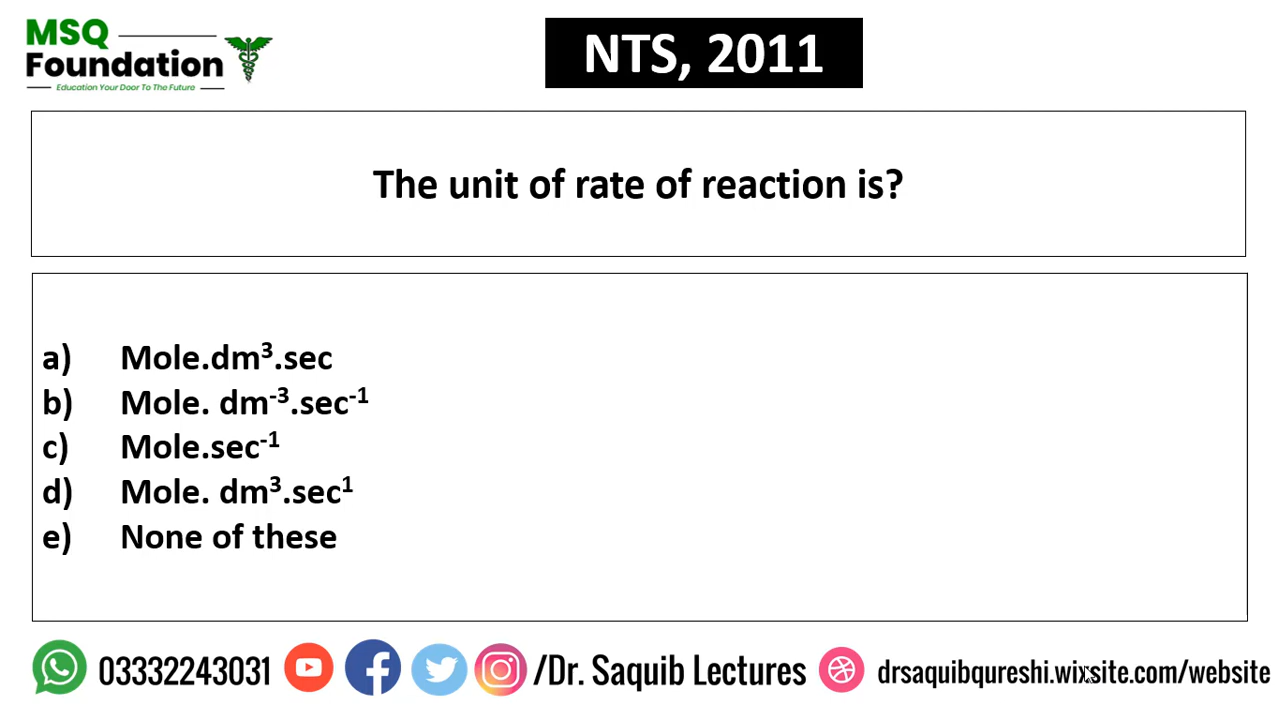 MSQ
Foundation
Education Your Door To The Future
NTS, 2011
The unit of rate of reaction is?
a) Mole.dm³.sec
b) Mole. dm⁻³.sec⁻¹
c) Mole.sec⁻¹
d) Mole. dm³.sec¹
e) None of these
03332243031 /Dr. Saquib Lectures drsaquibqureshi.wixsite.com/website